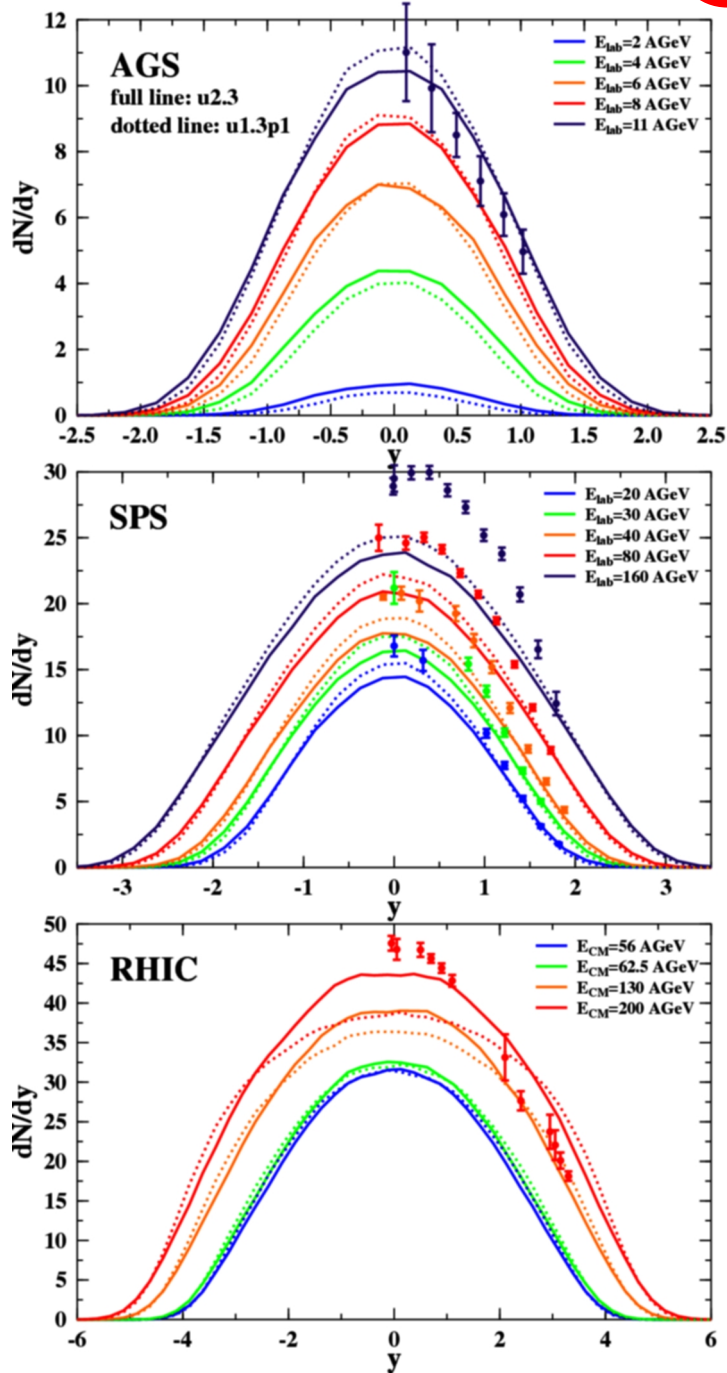 12
10
8
6
4
2
0
dN/dy
AGS
full line: u2.3
dotted line: u1.3p1
E_lab=2 AGeV
E_lab=4 AGeV
E_lab=6 AGeV
E_lab=8 AGeV
E_lab=11 AGeV
-2.5 -2.0 -1.5 -1.0 -0.5 0.0 0.5 1.0 1.5 2.0 2.5
y
30
25
20
15
10
5
0
dN/dy
SPS
E_lab=20 AGeV
E_lab=30 AGeV
E_lab=40 AGeV
E_lab=80 AGeV
E_lab=160 AGeV
-3 -2 -1 0 1 2 3
y
50
45
40
35
30
25
20
15
10
5
0
dN/dy
RHIC
E_CM=56 AGeV
E_CM=62.5 AGeV
E_CM=130 AGeV
E_CM=200 AGeV
-6 -4 -2 0 2 4 6
y